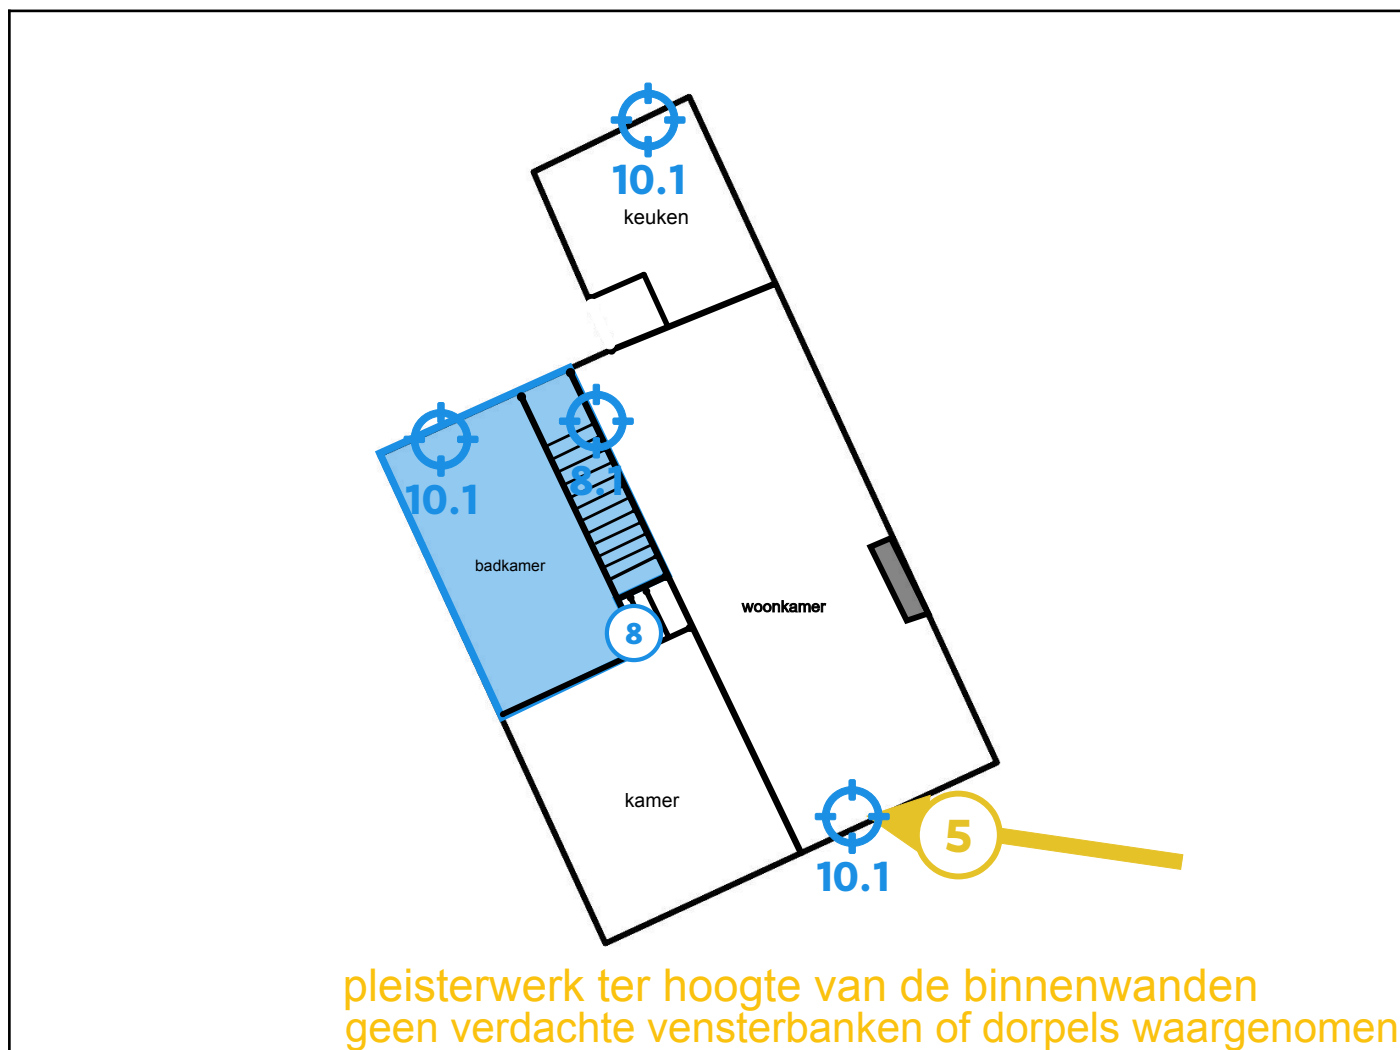 10.1
keuken
10.1
8.1
badkamer
woonkamer
8
kamer
5
10.1
pleisterwerk ter hoogte van de binnenwanden
geen verdachte vensterbanken of dorpels waargenomen